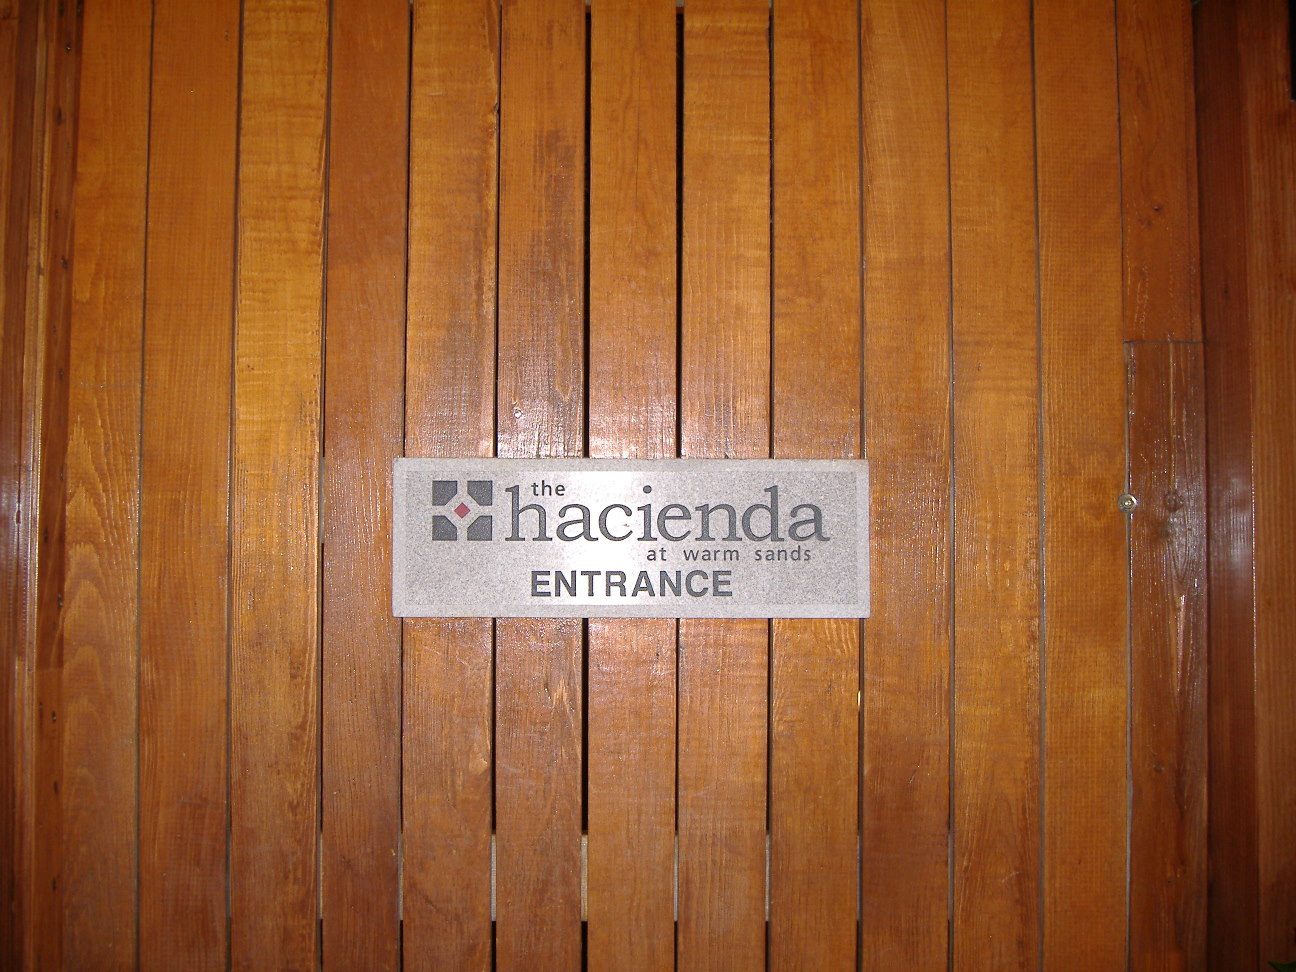 the
hacienda
at warm sands
ENTRANCE